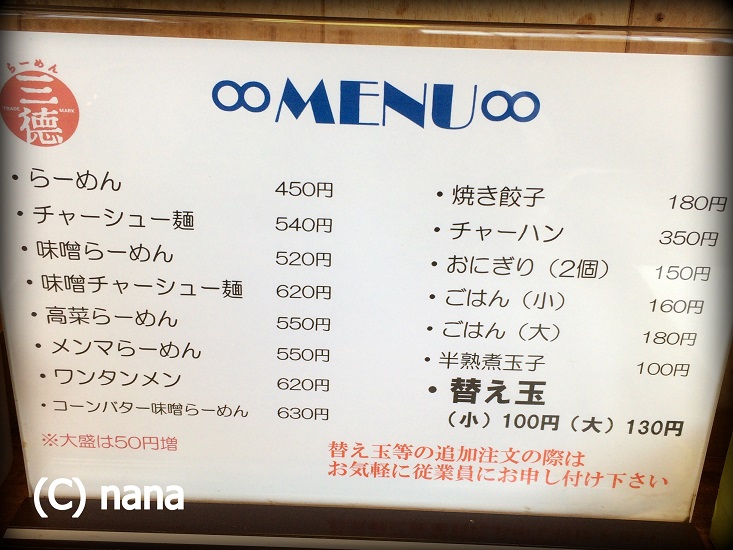 らーめん
三徳
TRADE MARK
∞MENU∞
・らーめん 450円
・チャーシュー麺 540円
・味噌らーめん 520円
・味噌チャーシュー麺 620円
・高菜らーめん 550円
・メンマらーめん 550円
・ワンタンメン 620円
・コーンバター味噌らーめん 630円
※大盛は50円増
・焼き餃子 180円
・チャーハン 350円
・おにぎり（2個） 150円
・ごはん（小） 160円
・ごはん（大） 180円
・半熟煮玉子 100円
・替え玉
（小）100円（大）130円
替え玉等の追加注文の際は
お気軽に従業員にお申し付け下さい
(C) nana